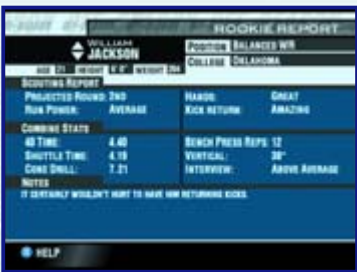 ROOKIE REPORT
WILLIAM
JACKSON
POSITION BALANCED WR
COLLEGE OKLAHOMA
AGE 21 HEIGHT WEIGHT
SCOUTING REPORT
PROJECTED ROUND: 2ND
HANDS: GREAT
RUN POWER: AVERAGE
KICK RETURN: AMAZING
COMBINE STATS
40 TIME: 4.40
BENCH PRESS REPS: 12
SHUTTLE TIME: 4.19
VERTICAL: 38"
CONE DRILL: 7.21
INTERVIEW: ABOVE AVERAGE
NOTES
IT CERTAINLY WOULDN'T HURT TO HAVE HIM RETURNING KICKS.
HELP